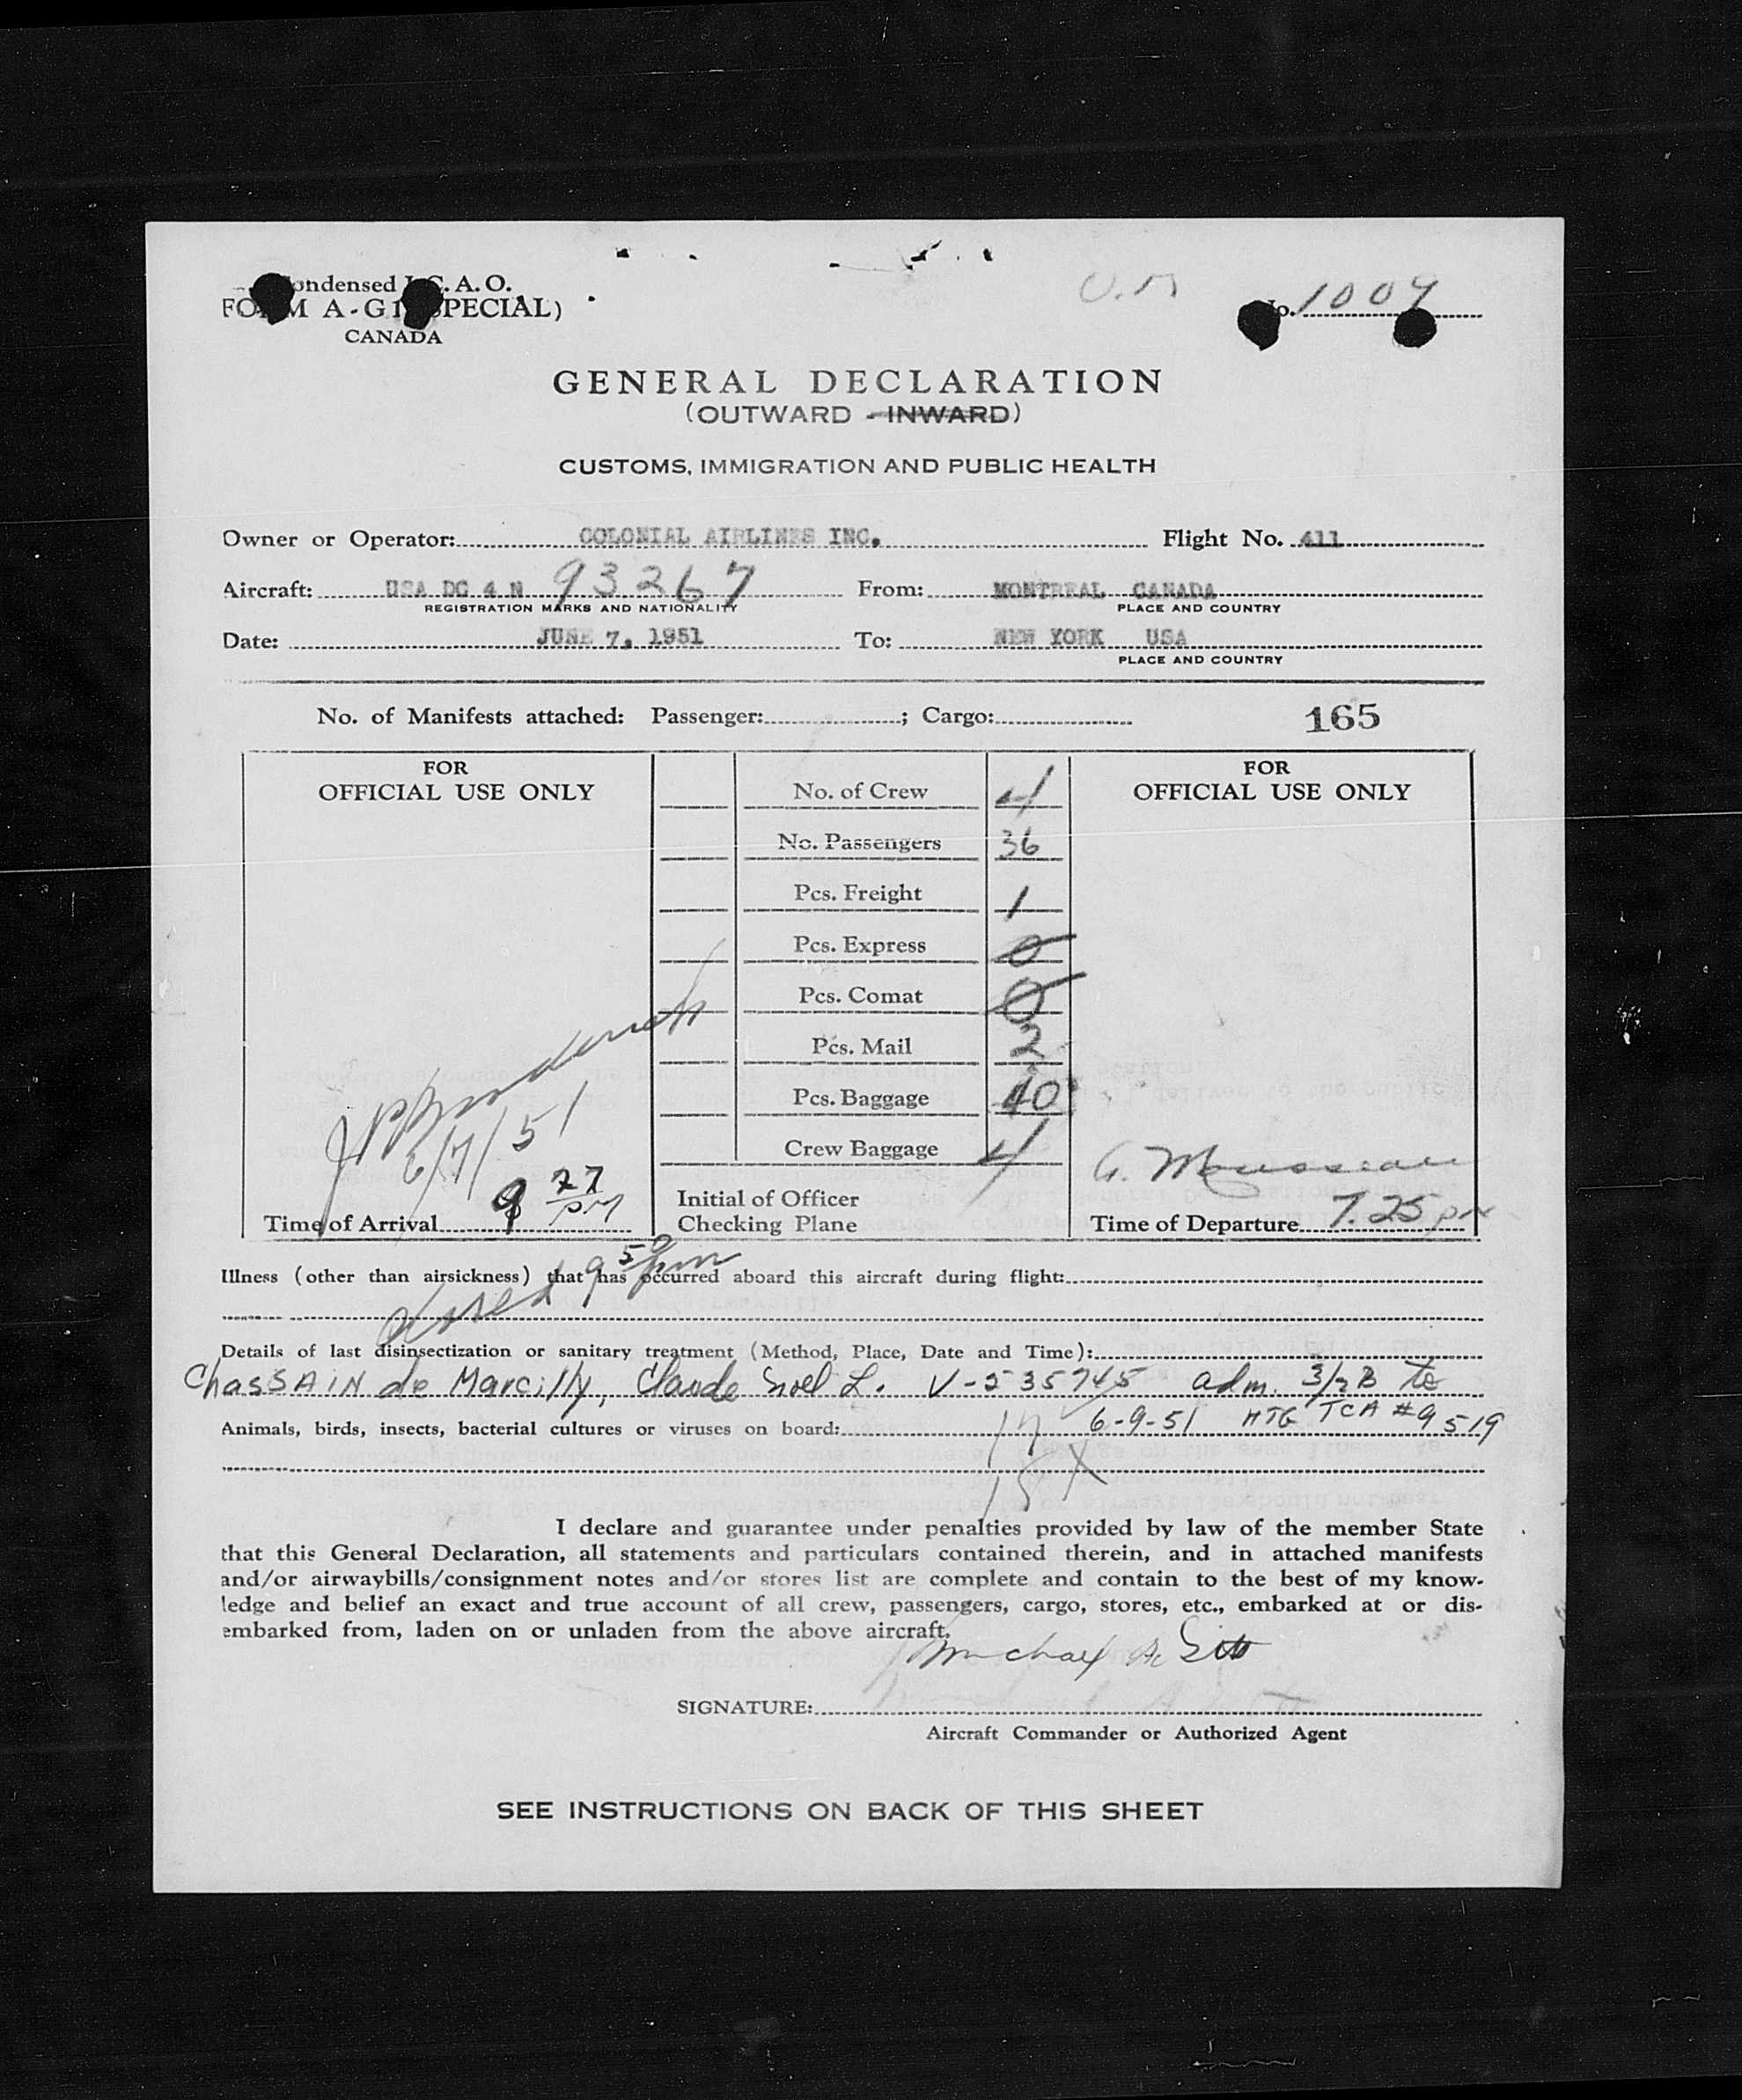 Condensed I.C.A.O.
FORM A-G1 (SPECIAL)
CANADA
No. 1009
GENERAL DECLARATION
(OUTWARD - INWARD)
CUSTOMS, IMMIGRATION AND PUBLIC HEALTH
Owner or Operator: COLONIAL AIRLINES INC. Flight No. 411
Aircraft: USA DC 4 N 93267 From: MONTREAL CANADA
REGISTRATION MARKS AND NATIONALITY PLACE AND COUNTRY
Date: JUNE 7, 1951 To: NEW YORK USA
PLACE AND COUNTRY
No. of Manifests attached: Passenger: ; Cargo: 165
FOR
OFFICIAL USE ONLY
No. of Crew 4
No. Passengers 36
Pcs. Freight 1
Pcs. Express 0
Pcs. Comat 0
Pcs. Mail 2
Pcs. Baggage 40
Crew Baggage 4
Initial of Officer
Checking Plane
6/7/51
Time of Arrival 9 27 PM
FOR
OFFICIAL USE ONLY
Time of Departure 7.25 pm
9 50 pm
Illness (other than airsickness) that has occurred aboard this aircraft during flight:
Details of last disinsectization or sanitary treatment (Method, Place, Date and Time):
ChasSAIN de Marcilly, Claude Noel L. V-535745 adm. 3/2 B to
6-9-51 HTG TCA #9519
Animals, birds, insects, bacterial cultures or viruses on board:
I declare and guarantee under penalties provided by law of the member State
that this General Declaration, all statements and particulars contained therein, and in attached manifests
and/or airwaybills/consignment notes and/or stores list are complete and contain to the best of my know-
ledge and belief an exact and true account of all crew, passengers, cargo, stores, etc., embarked at or dis-
embarked from, laden on or unladen from the above aircraft.
SIGNATURE:
Aircraft Commander or Authorized Agent
SEE INSTRUCTIONS ON BACK OF THIS SHEET